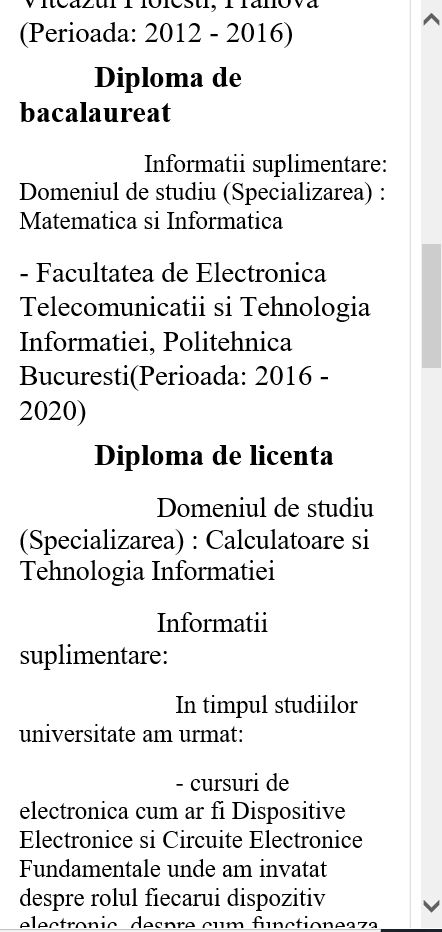 Viteazul Ploiesti, Prahova
(Perioada: 2012 - 2016)
Diploma de
bacalaureat
Informatii suplimentare:
Domeniul de studiu (Specializarea) :
Matematica si Informatica
- Facultatea de Electronica
Telecomunicatii si Tehnologia
Informatiei, Politehnica
Bucuresti(Perioada: 2016 -
2020)
Diploma de licenta
Domeniul de studiu
(Specializarea) : Calculatoare si
Tehnologia Informatiei
Informatii
suplimentare:
In timpul studiilor
universitate am urmat:
- cursuri de
electronica cum ar fi Dispositive
Electronice si Circuite Electronice
Fundamentale unde am invatat
despre rolul fiecarui dispozitiv
electronic, despre cum functioneaza